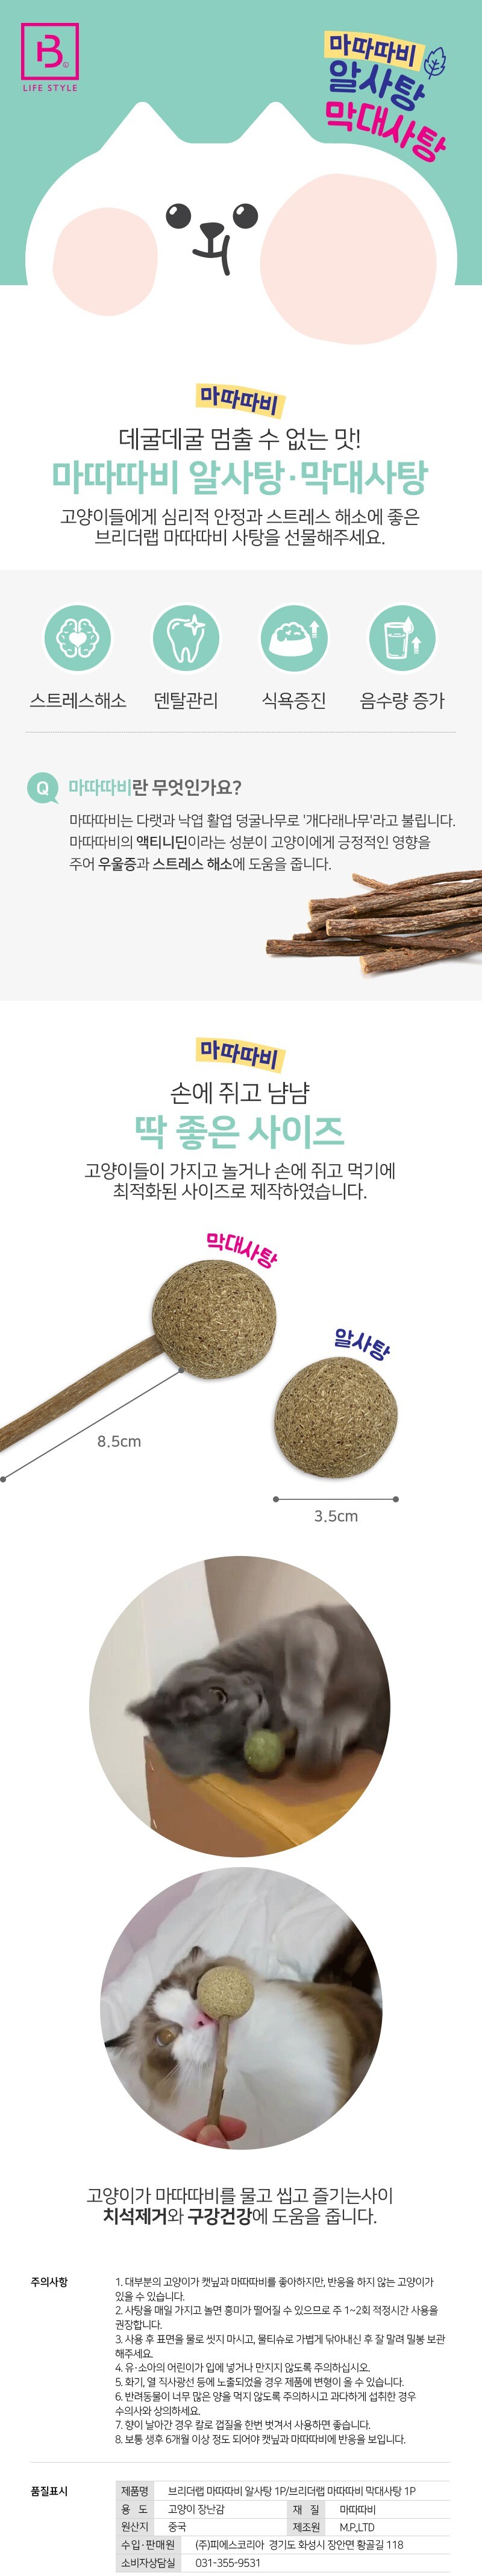 B
LIFE STYLE
마따따비
알사탕
막대사탕
마따따비
데굴데굴 멈출 수 없는 맛!
마따따비 알사탕·막대사탕
고양이들에게 심리적 안정과 스트레스 해소에 좋은
브리더랩 마따따비 사탕을 선물해주세요.
스트레스해소 덴탈관리 식욕증진 음수량 증가
Q 마따따비란 무엇인가요?
마따따비는 다랫과 낙엽 활엽 덩굴나무로 '개다래나무'라고 불립니다.
마따따비의 액티니딘이라는 성분이 고양이에게 긍정적인 영향을
주어 우울증과 스트레스 해소에 도움을 줍니다.
마따따비
손에 쥐고 냠냠
딱 좋은 사이즈
고양이들이 가지고 놀거나 손에 쥐고 먹기에
최적화된 사이즈로 제작하였습니다.
막대사탕
알사탕
8.5cm
3.5cm
고양이가 마따따비를 물고 씹고 즐기는사이
치석제거와 구강건강에 도움을 줍니다.
주의사항
1. 대부분의 고양이가 캣닢과 마따따비를 좋아하지만, 반응을 하지 않는 고양이가
있을 수 있습니다.
2. 사탕을 매일 가지고 놀면 흥미가 떨어질 수 있으므로 주 1~2회 적정시간 사용을
권장합니다.
3. 사용 후 표면을 물로 씻지 마시고, 물티슈로 가볍게 닦아내신 후 잘 말려 밀봉 보관
해주세요.
4. 유·소아의 어린이가 입에 넣거나 만지지 않도록 주의하십시오.
5. 화기, 열 직사광선 등에 노출되었을 경우 제품에 변형이 올 수 있습니다.
6. 반려동물이 너무 많은 양을 먹지 않도록 주의하시고 과다하게 섭취한 경우
수의사와 상의하세요.
7. 향이 날아간 경우 칼로 껍질을 한번 벗겨서 사용하면 좋습니다.
8. 보통 생후 6개월 이상 정도 되어야 캣닢과 마따따비에 반응을 보입니다.
품질표시
제품명 브리더랩 마따따비 알사탕 1P/브리더랩 마따따비 막대사탕 1P
용 도 고양이 장난감 재 질 마따따비
원산지 중국 제조원 M.P.,LTD
수입·판매원 (주)피에스코리아 경기도 화성시 장안면 황골길 118
소비자상담실 031-355-9531